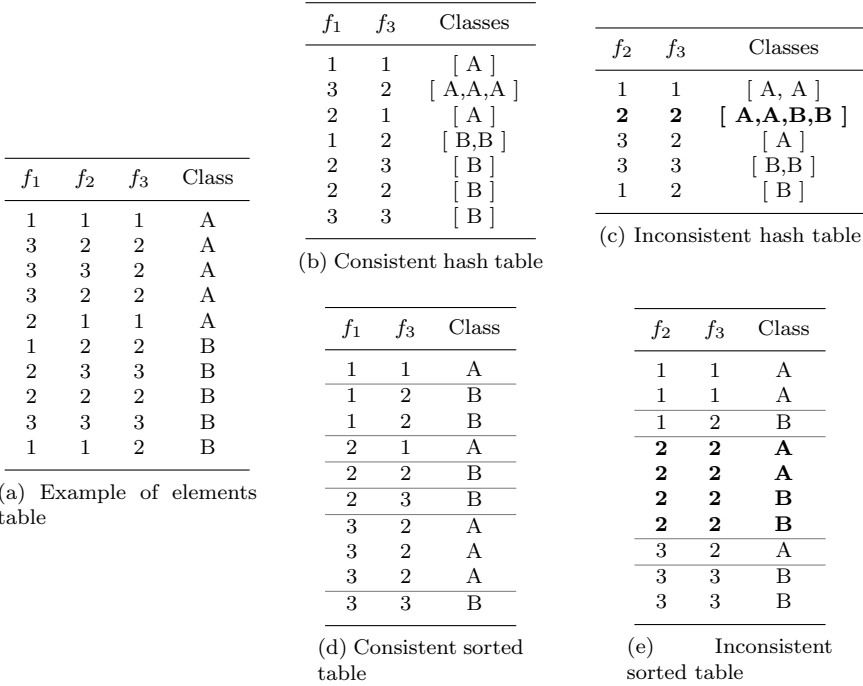 f1 f2 f3 Class
1 1 1 A
3 2 2 A
3 3 2 A
3 2 2 A
2 1 1 A
1 2 2 B
2 3 3 B
2 2 2 B
3 3 3 B
1 1 2 B
(a) Example of elements
table
f1 f3 Classes
1 1 [ A ]
3 2 [ A,A,A ]
2 1 [ A ]
1 2 [ B,B ]
2 3 [ B ]
2 2 [ B ]
3 3 [ B ]
(b) Consistent hash table
f2 f3 Classes
1 1 [ A, A ]
2 2 [ A,A,B,B ]
3 2 [ A ]
3 3 [ B,B ]
1 2 [ B ]
(c) Inconsistent hash table
f1 f3 Class
1 1 A
1 2 B
1 2 B
2 1 A
2 2 B
2 3 B
3 2 A
3 2 A
3 2 A
3 3 B
(d) Consistent sorted
table
f2 f3 Class
1 1 A
1 1 A
1 2 B
2 2 A
2 2 A
2 2 B
2 2 B
3 2 A
3 3 B
3 3 B
(e) Inconsistent
sorted table